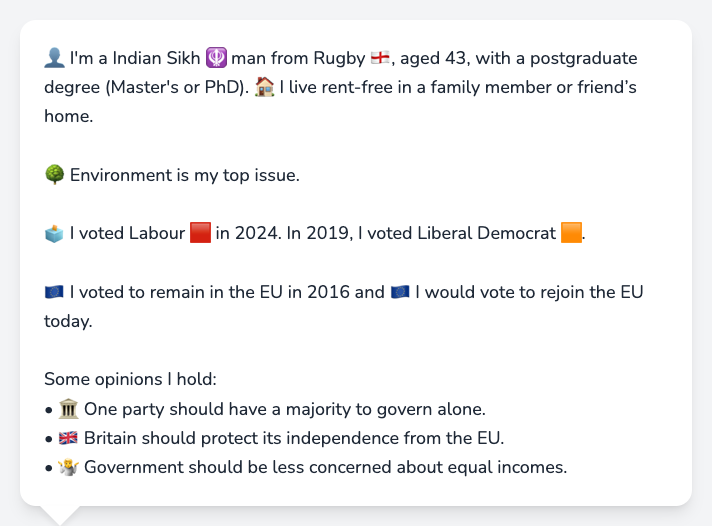 👤 I'm a Indian Sikh 🪯 man from Rugby 🏴󠁧󠁢󠁥󠁮󠁧󠁿, aged 43, with a postgraduate
degree (Master's or PhD). 🏠 I live rent-free in a family member or friend’s
home.
🌳 Environment is my top issue.
🗳️ I voted Labour 🟥 in 2024. In 2019, I voted Liberal Democrat 🟧.
🇪🇺 I voted to remain in the EU in 2016 and 🇪🇺 I would vote to rejoin the EU
today.
Some opinions I hold:
• 🏛️ One party should have a majority to govern alone.
• 🇬🇧 Britain should protect its independence from the EU.
• 🤷 Government should be less concerned about equal incomes.